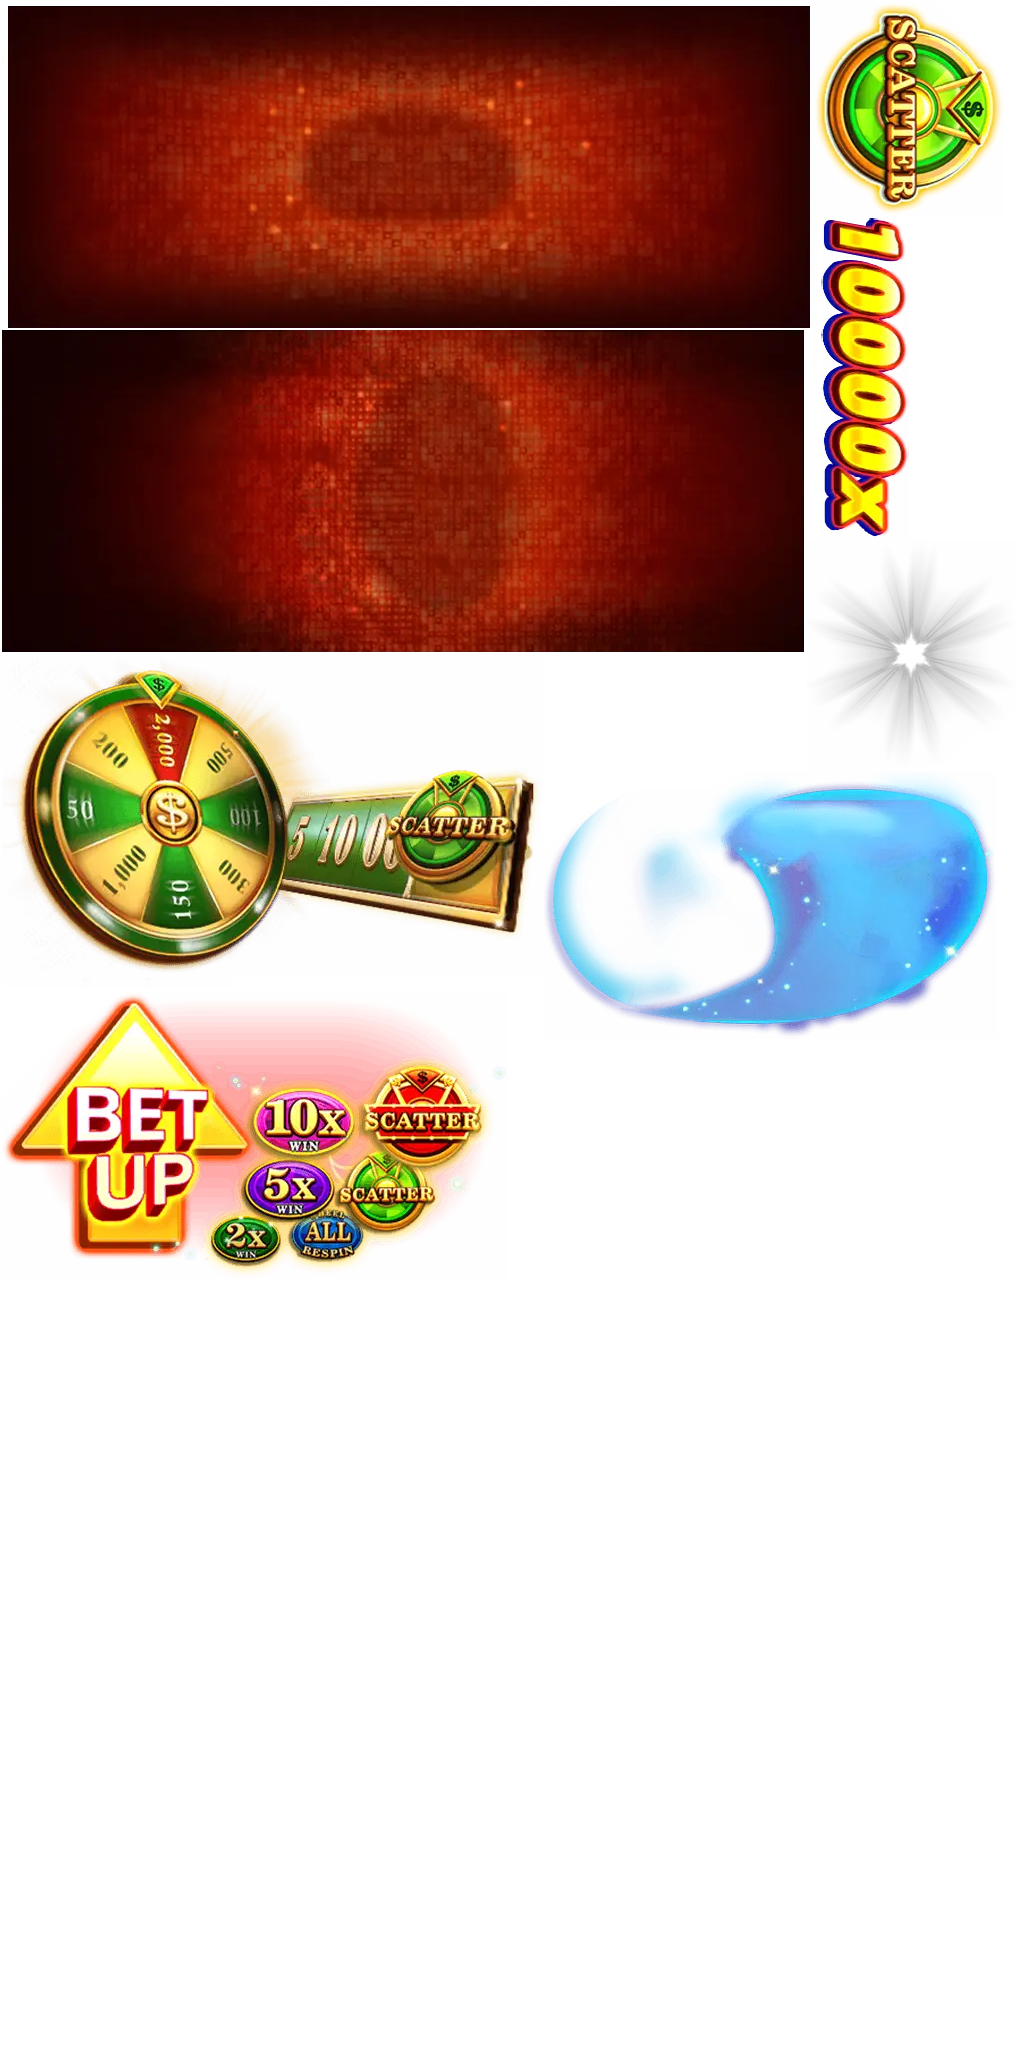 SCATTER
$
10000x
$
2,000
200
500
50
$
100
1,000
300
150
5 10 0
$
SCATTER
BET
UP
10x
WIN
$
SCATTER
5x
WIN
SCATTER
2x
WIN
ALL
RESPIN